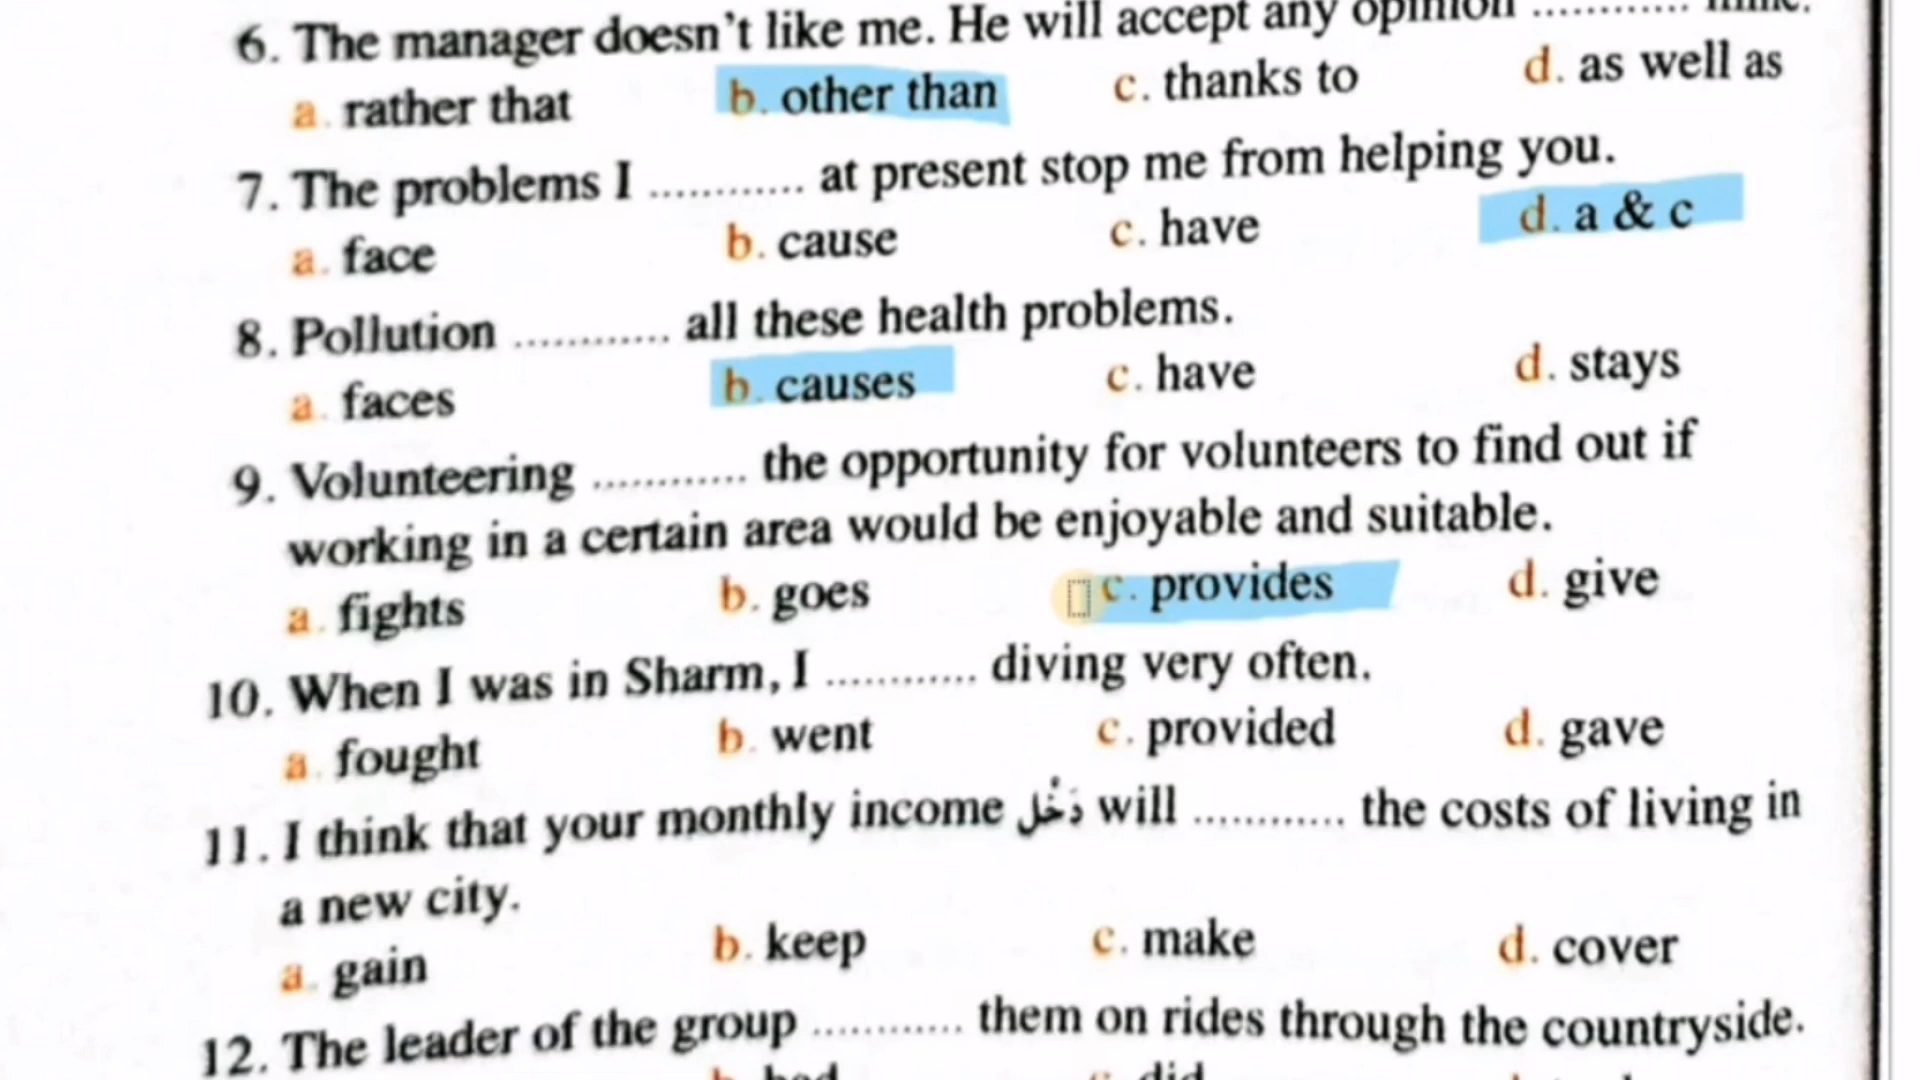 6. The manager doesn't like me. He will accept any opinion ............ mine.
a. rather that b. other than c. thanks to d. as well as
7. The problems I ............ at present stop me from helping you.
a. face b. cause c. have d. a & c
8. Pollution ............ all these health problems.
a. faces b. causes c. have d. stays
9. Volunteering ............ the opportunity for volunteers to find out if
working in a certain area would be enjoyable and suitable.
a. fights b. goes c. provides d. give
10. When I was in Sharm, I ............ diving very often.
a. fought b. went c. provided d. gave
11. I think that your monthly income دَخْل will ............ the costs of living in
a new city.
a. gain b. keep c. make d. cover
12. The leader of the group ............ them on rides through the countryside.
b. had c. did